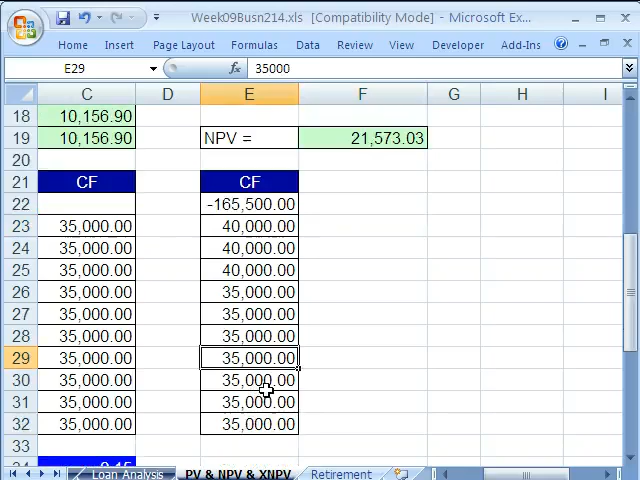 Week09Busn214.xls [Compatibility Mode] - Microsoft Ex...
Home Insert Page Layout Formulas Data Review View Developer Add-Ins
E29 fx 35000
C D E F G H I
18 10,156.90
19 10,156.90 NPV = 21,573.03
20
21 CF CF
22 -165,500.00
23 35,000.00 40,000.00
24 35,000.00 40,000.00
25 35,000.00 40,000.00
26 35,000.00 35,000.00
27 35,000.00 35,000.00
28 35,000.00 35,000.00
29 35,000.00 35,000.00
30 35,000.00 35,000.00
31 35,000.00 35,000.00
32 35,000.00 35,000.00
33
Loan Analysis PV & NPV & XNPV Retirement